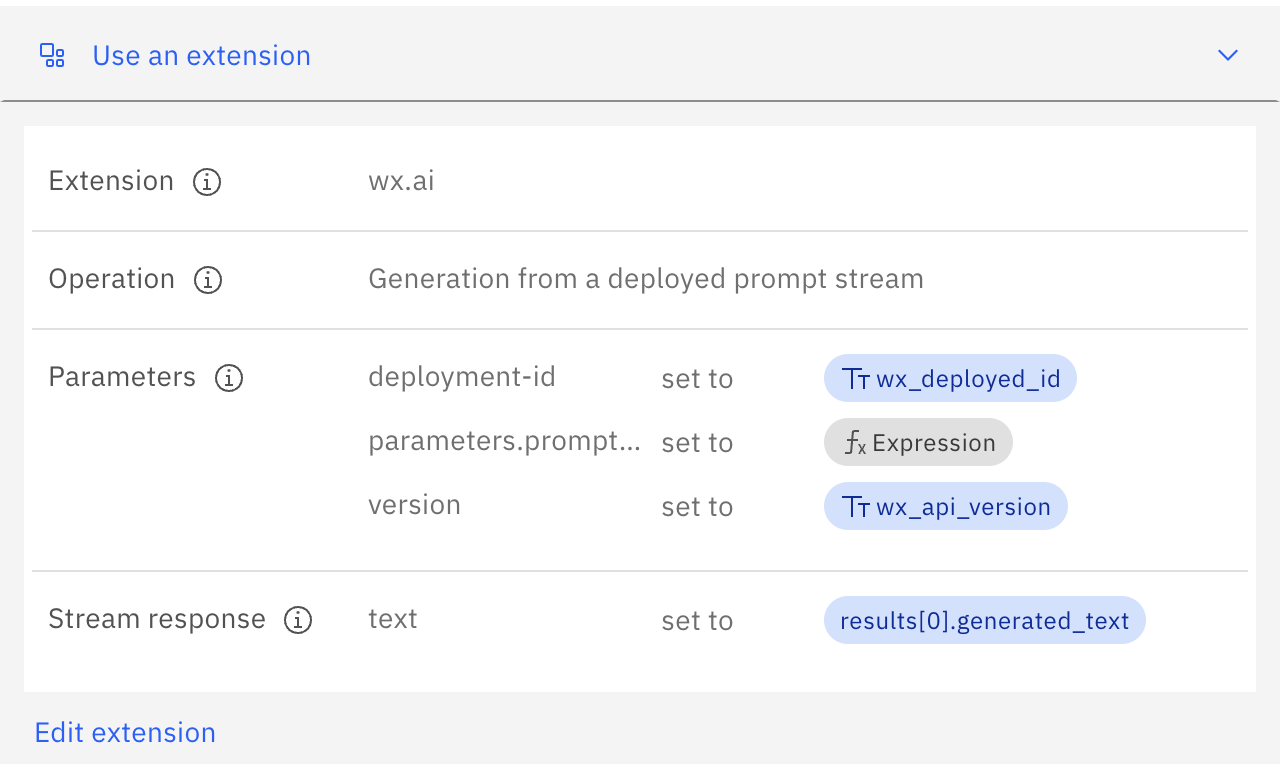 Use an extension
Extension wx.ai
Operation Generation from a deployed prompt stream
Parameters deployment-id set to wx_deployed_id
parameters.prompt... set to Expression
version set to wx_api_version
Stream response text set to results[0].generated_text
Edit extension